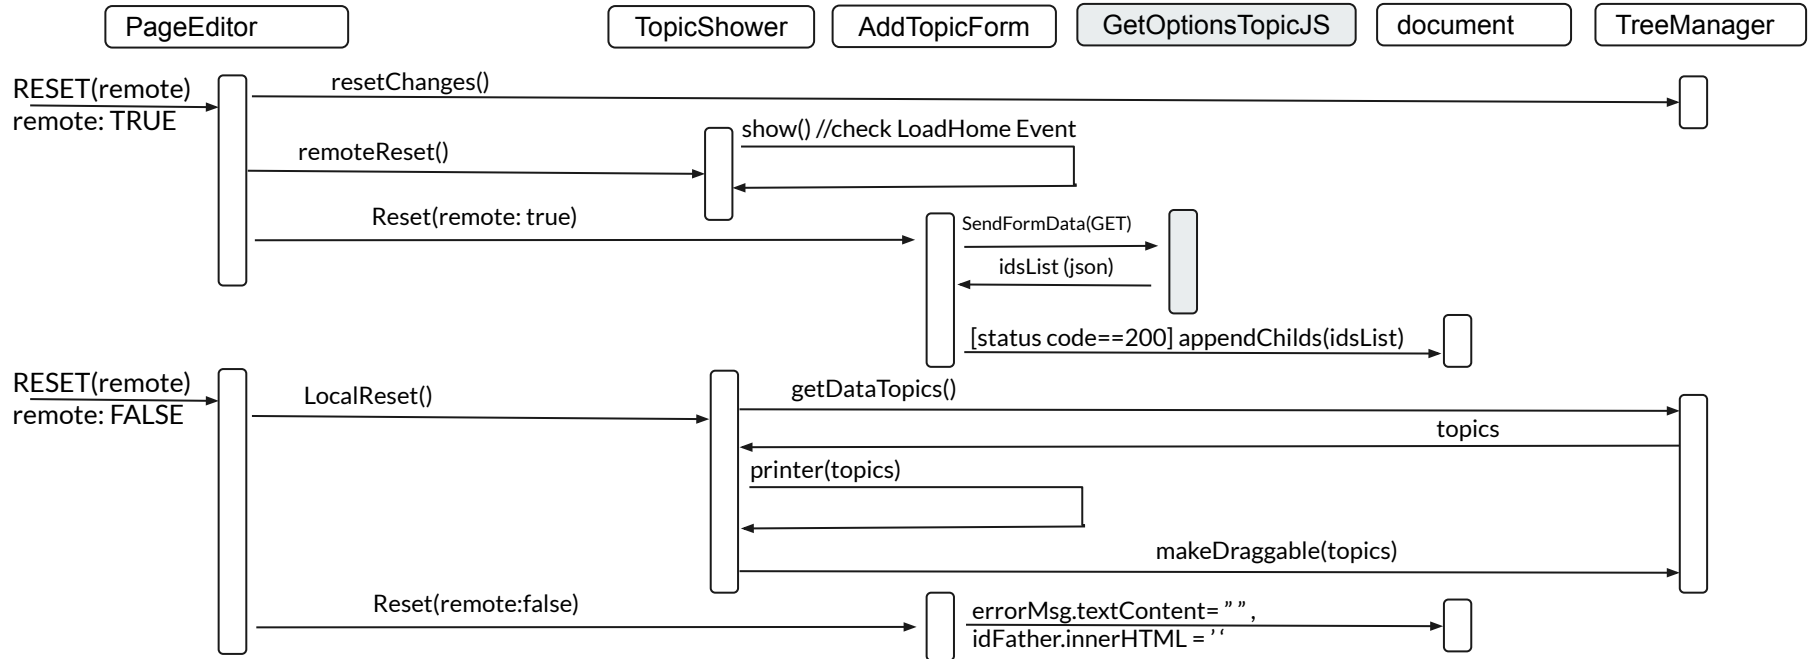 PageEditor
TopicShower
AddTopicForm
GetOptionsTopicJS
document
TreeManager
RESET(remote)
remote: TRUE
resetChanges()
show() //check LoadHome Event
remoteReset()
Reset(remote: true)
SendFormData(GET)
idsList (json)
[status code==200] appendChilds(idsList)
RESET(remote)
remote: FALSE
LocalReset()
getDataTopics()
topics
printer(topics)
makeDraggable(topics)
Reset(remote:false)
errorMsg.textContent= ” ” ,
idFather.innerHTML = ’ ‘